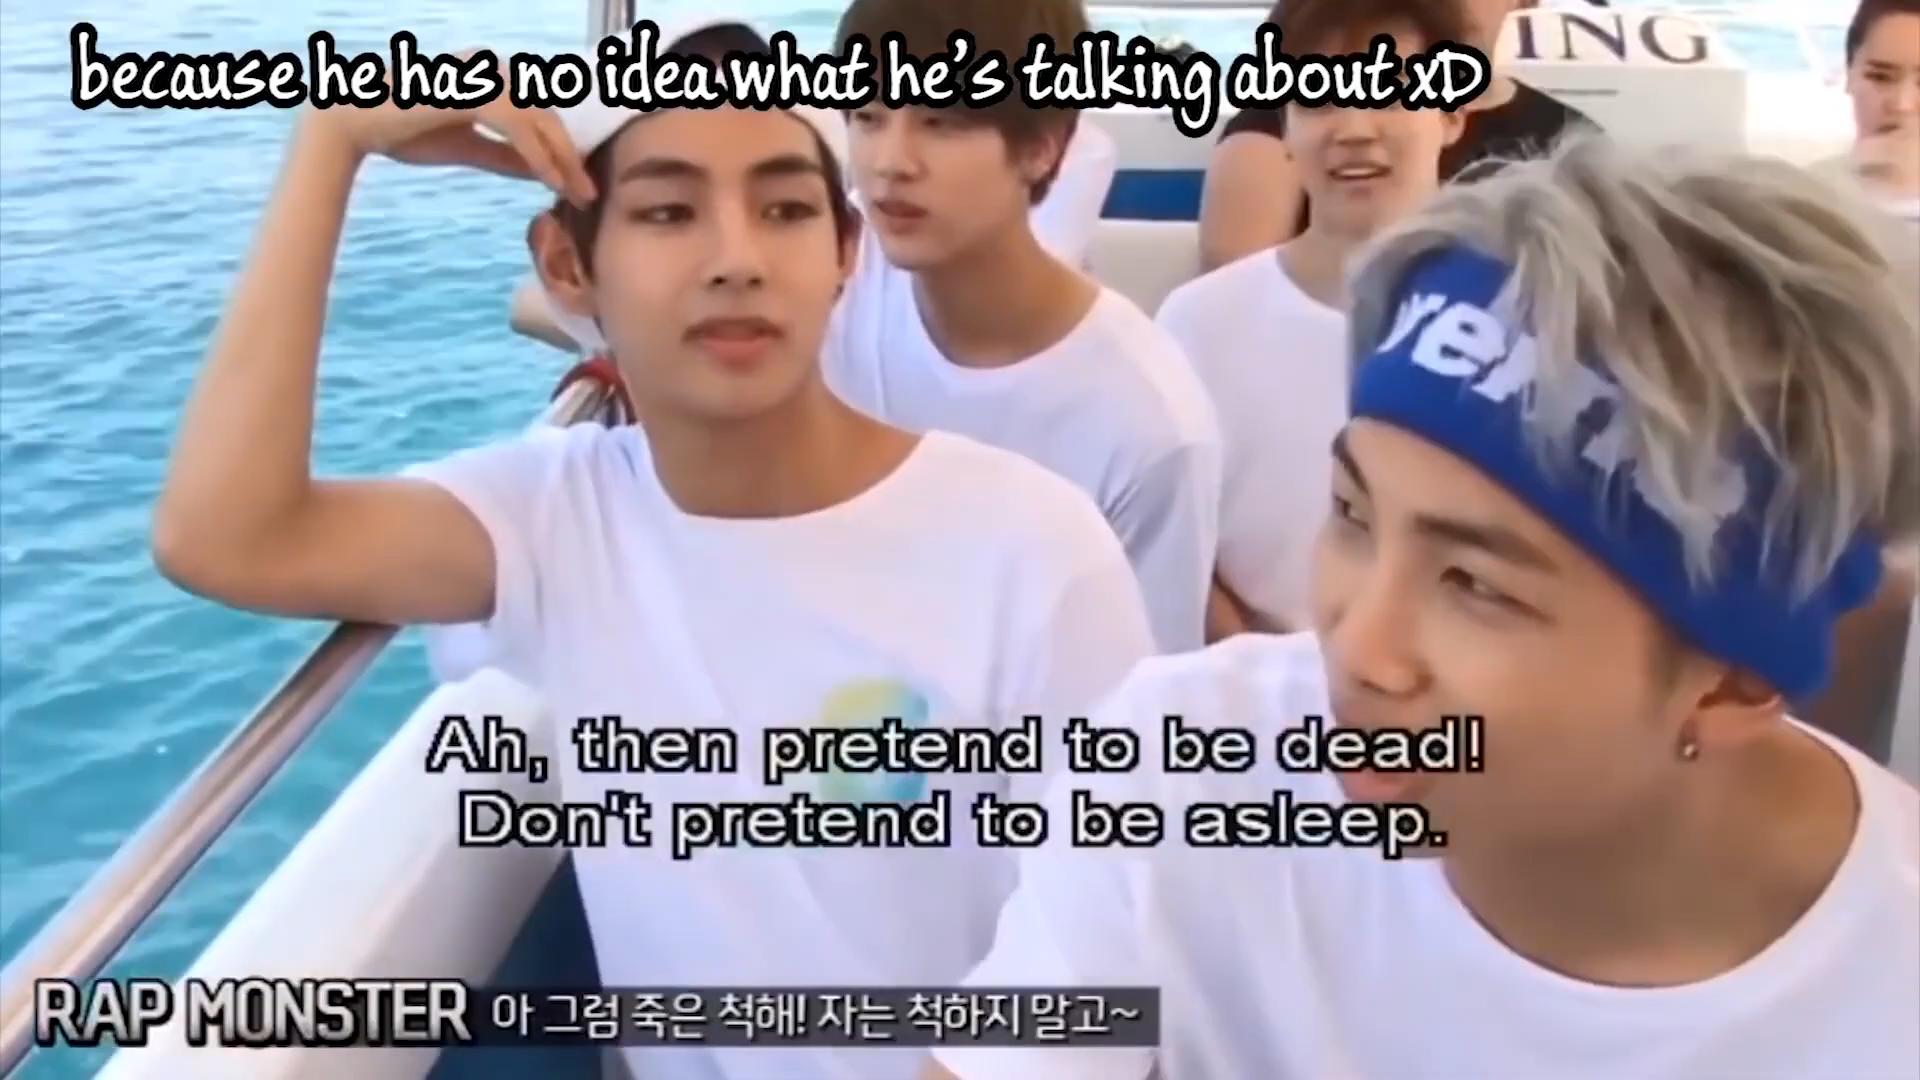 because he has no idea what he's talking about xD
ING
Ah, then pretend to be dead!
Don't pretend to be asleep.
RAP MONSTER 아 그럼 죽은 척해! 자는 척하지 말고~